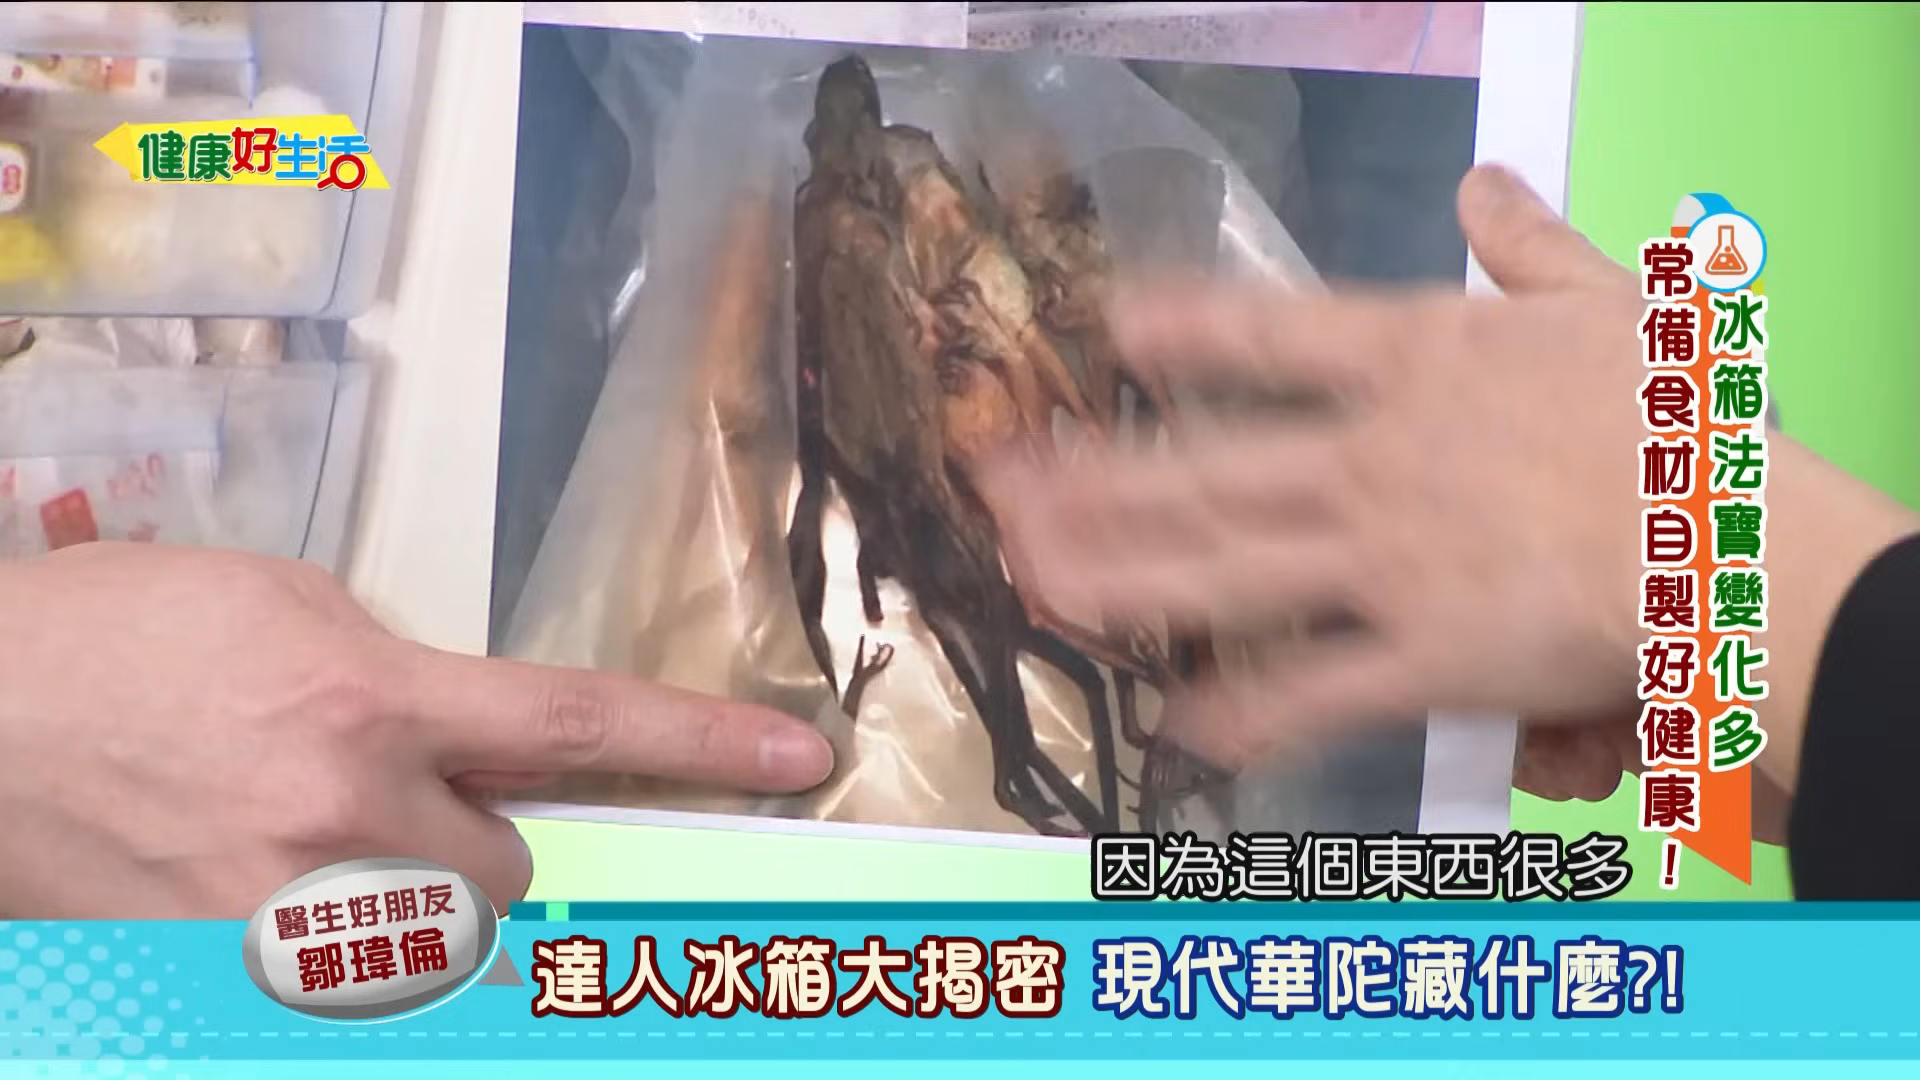 健康好生活
冰箱法寶變化多
常備食材自製好健康!
因為這個東西很多
醫生好朋友
鄒瑋倫
達人冰箱大揭密 現代華陀藏什麼?!